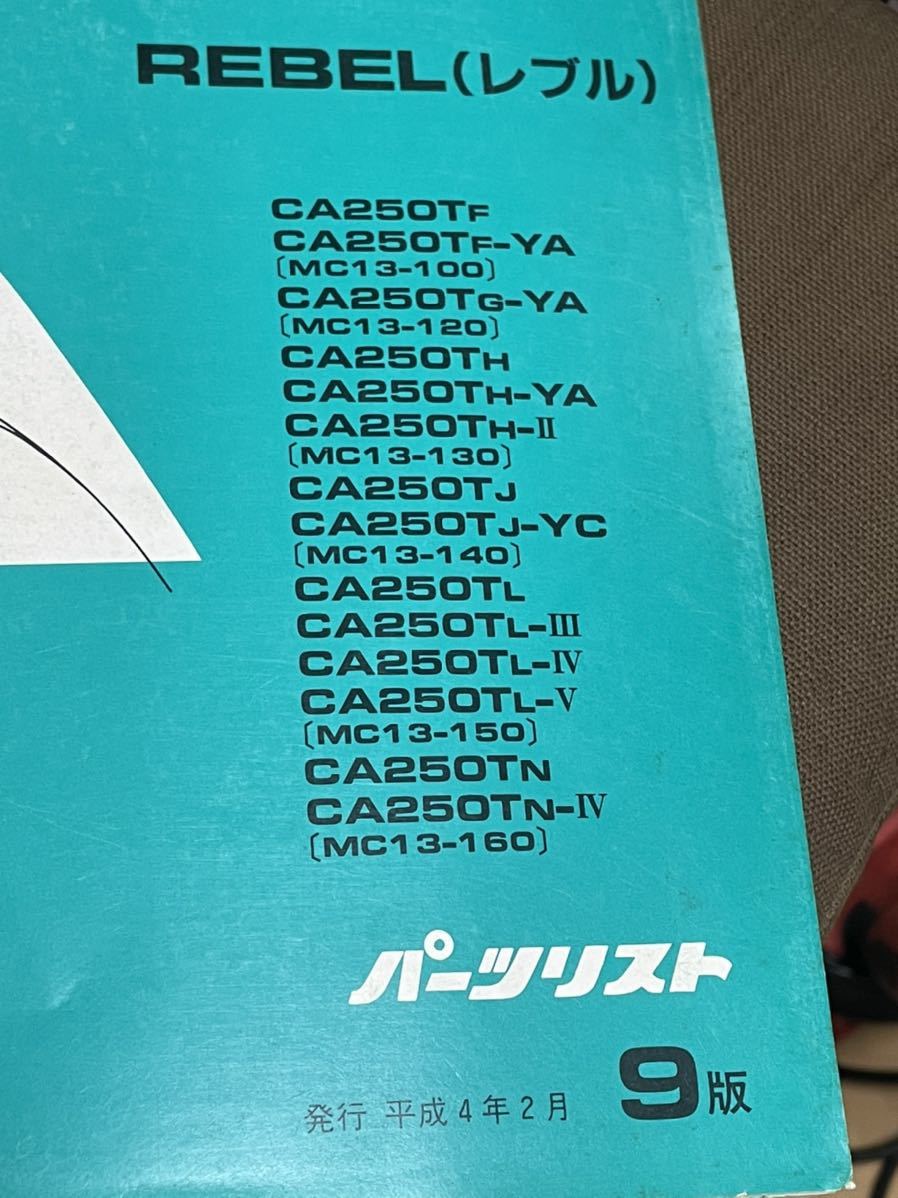 REBEL(レブル)
CA250TF
CA250TF-YA
〔MC13-100〕
CA250TG-YA
〔MC13-120〕
CA250TH
CA250TH-YA
CA250TH-II
〔MC13-130〕
CA250TJ
CA250TJ-YC
〔MC13-140〕
CA250TL
CA250TL-III
CA250TL-IV
CA250TL-V
〔MC13-150〕
CA250TN
CA250TN-IV
〔MC13-160〕
パーツリスト
発行 平成4年2月 9版